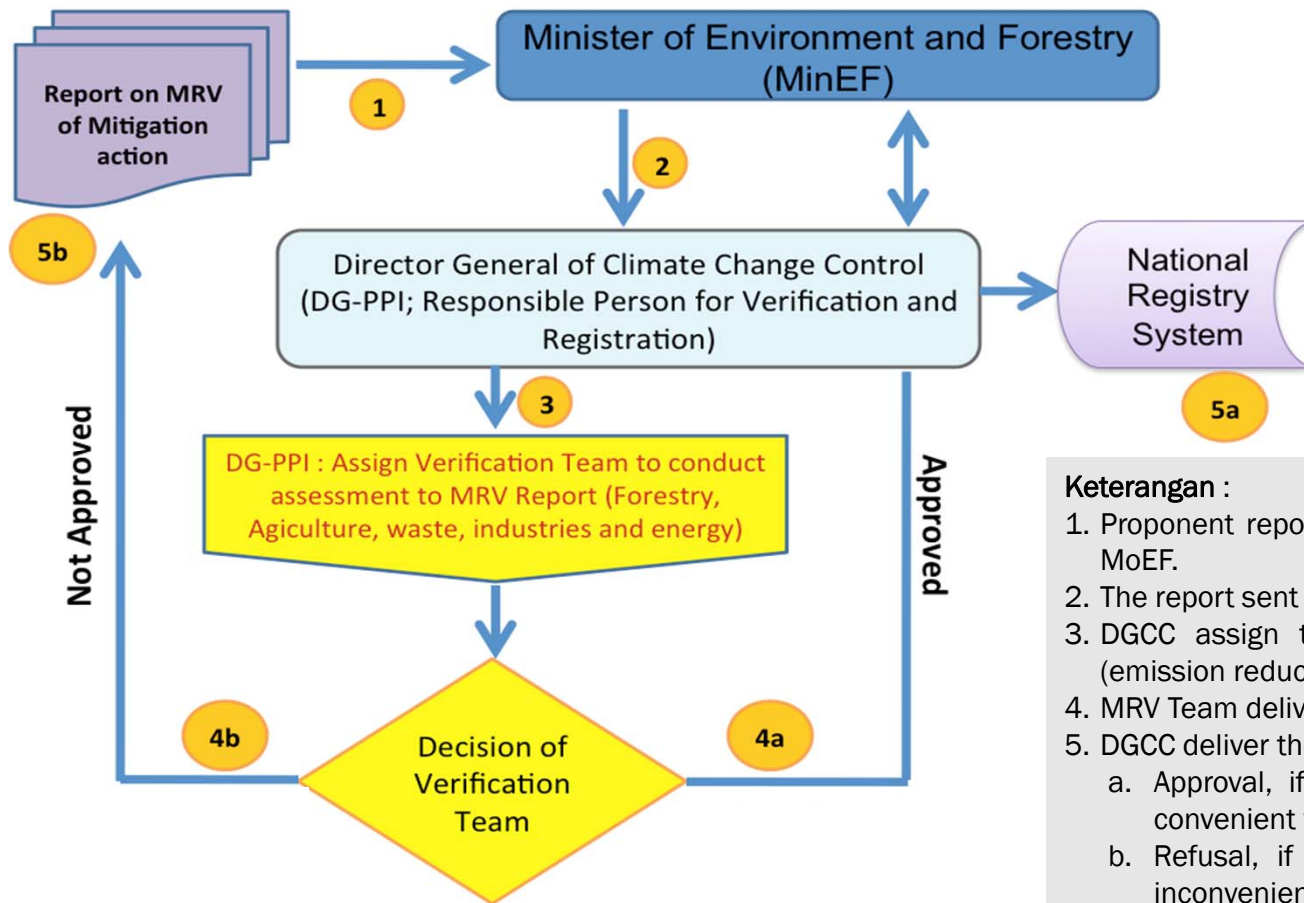 Report on MRV
of Mitigation
action
1
Minister of Environment and Forestry
(MinEF)
2
5b
Director General of Climate Change Control
(DG-PPI; Responsible Person for Verification and
Registration)
National
Registry
System
5a
3
Not Approved
DG-PPI : Assign Verification Team to conduct
assessment to MRV Report (Forestry,
Agiculture, waste, industries and energy)
Approved
4b
Decision of
Verification
Team
4a
Keterangan :
1. Proponent repo
MoEF.
2. The report sent
3. DGCC assign t
(emission reduc
4. MRV Team deliv
5. DGCC deliver th
a. Approval, if
convenient
b. Refusal, if
inconvenien